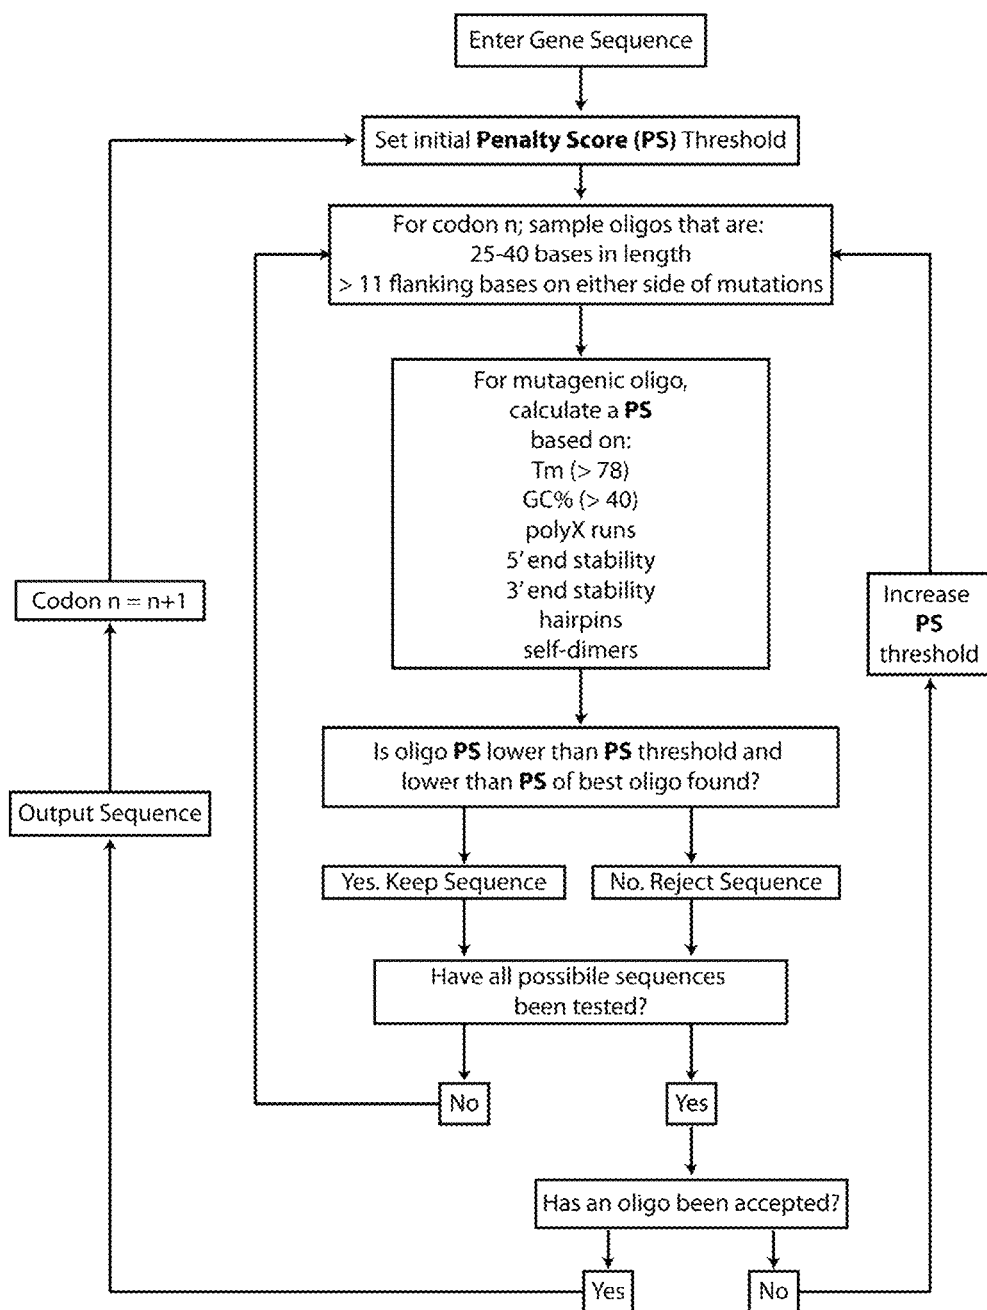 Enter Gene Sequence
Set initial Penalty Score (PS) Threshold
For codon n; sample oligos that are:
25-40 bases in length
> 11 flanking bases on either side of mutations
For mutagenic oligo,
calculate a PS
based on:
Tm (> 78)
GC% (> 40)
polyX runs
5' end stability
3' end stability
hairpins
self-dimers
Codon n = n+1
Increase
PS
threshold
Is oligo PS lower than PS threshold and
lower than PS of best oligo found?
Output Sequence
Yes. Keep Sequence
No. Reject Sequence
Have all possibile sequences
been tested?
No
Yes
Has an oligo been accepted?
Yes
No